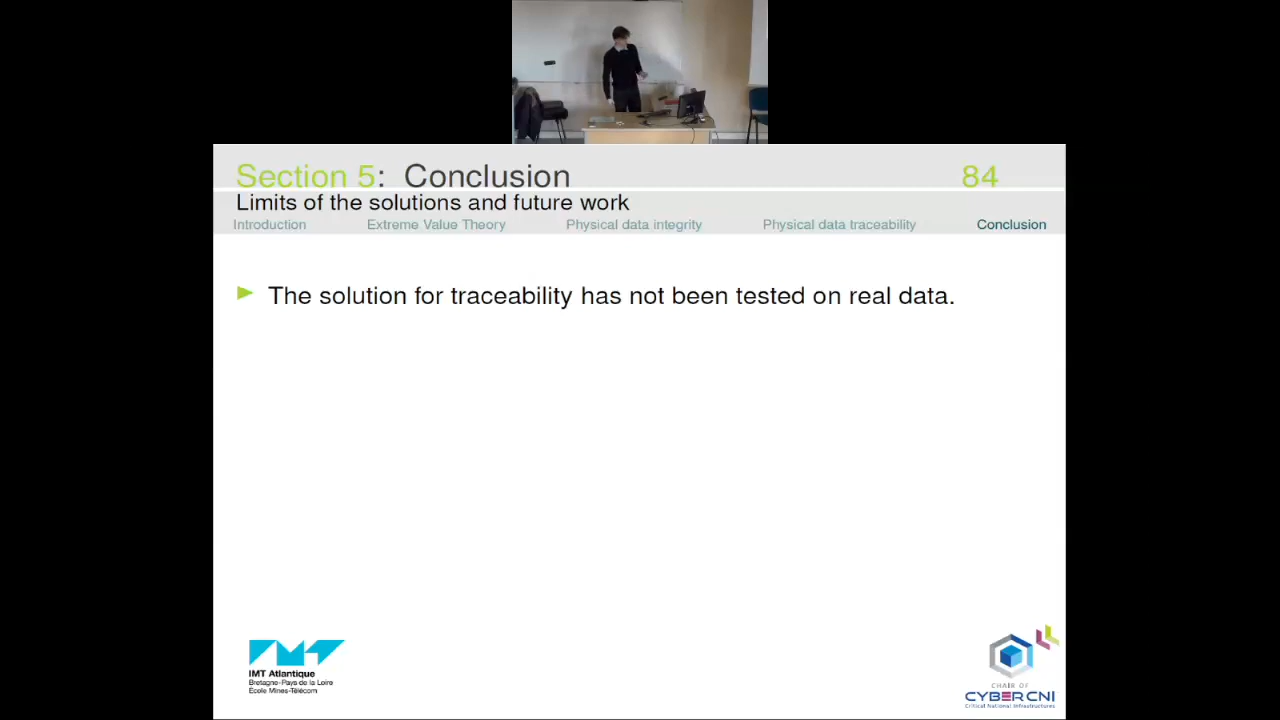 Section 5: Conclusion 84
Limits of the solutions and future work
Introduction Extreme Value Theory Physical data integrity Physical data traceability Conclusion
The solution for traceability has not been tested on real data.
IMT Atlantique
Bretagne-Pays de la Loire
École Mines-Télécom
CHAIR OF
CYBERCNI
Critical National Infrastructures